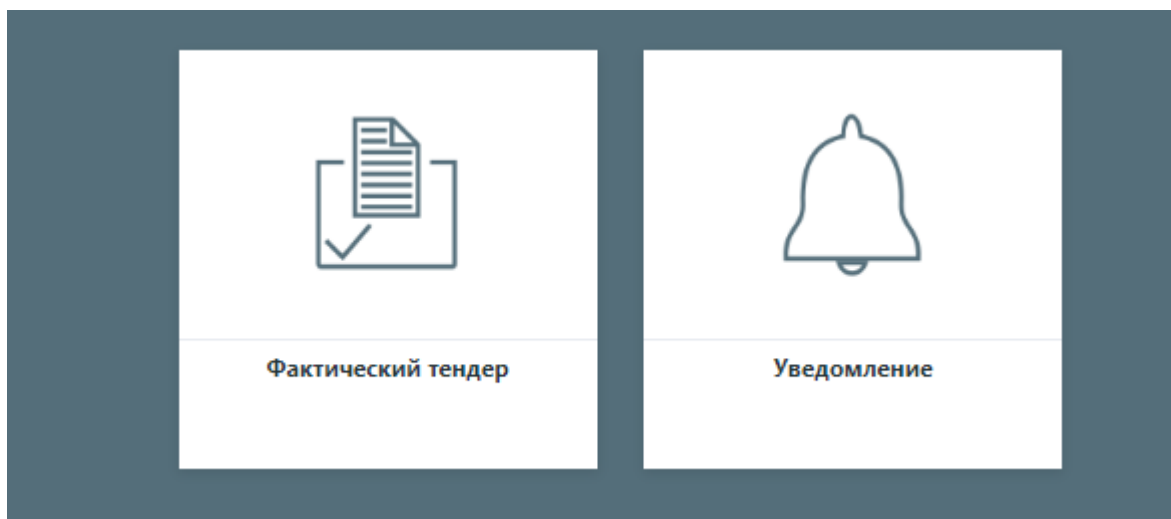 Фактический тендер
Уведомление